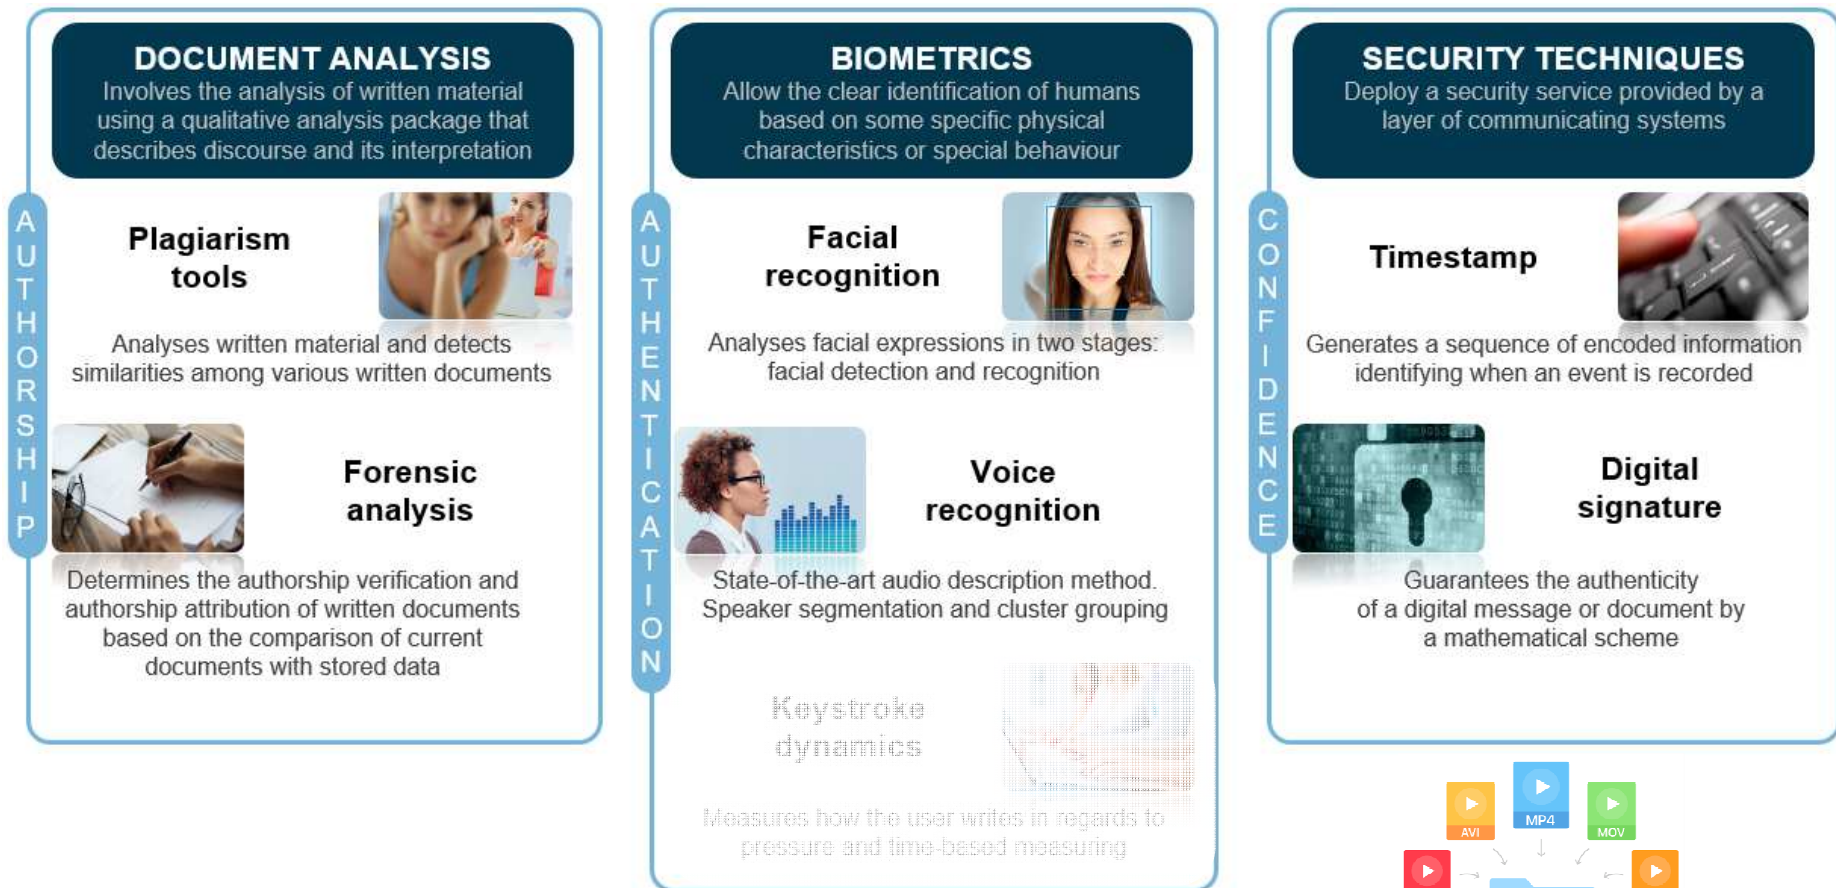 DOCUMENT ANALYSIS
Involves the analysis of written material
using a qualitative analysis package that
describes discourse and its interpretation
AUTHORSHIP
Plagiarism
tools
Analyses written material and detects
similarities among various written documents
Forensic
analysis
Determines the authorship verification and
authorship attribution of written documents
based on the comparison of current
documents with stored data
BIOMETRICS
Allow the clear identification of humans
based on some specific physical
characteristics or special behaviour
AUTHENTICATION
Facial
recognition
Analyses facial expressions in two stages:
facial detection and recognition
Voice
recognition
State-of-the-art audio description method.
Speaker segmentation and cluster grouping
Keystroke
dynamics
Measures how the user writes in regards to
pressure and time-based measuring
SECURITY TECHNIQUES
Deploy a security service provided by a
layer of communicating systems
CONFIDENCE
Timestamp
Generates a sequence of encoded information
identifying when an event is recorded
Digital
signature
Guarantees the authenticity
of a digital message or document by
a mathematical scheme
AVI
MP4
MOV